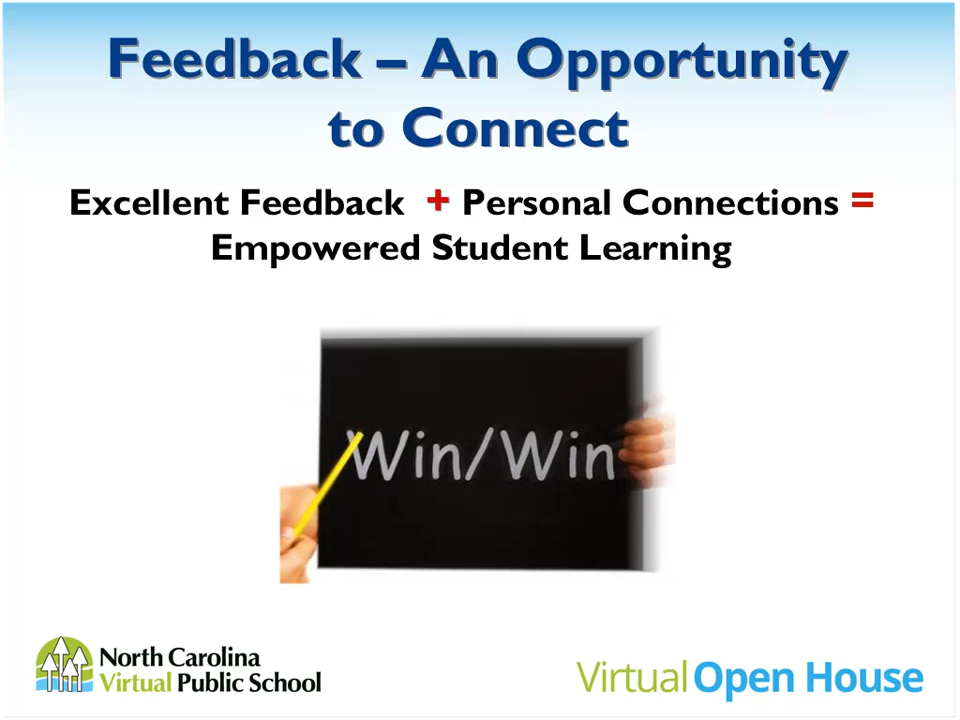 Feedback – An Opportunity
to Connect
Excellent Feedback + Personal Connections =
Empowered Student Learning
Win/Win
North Carolina
Virtual Public School
Virtual Open House